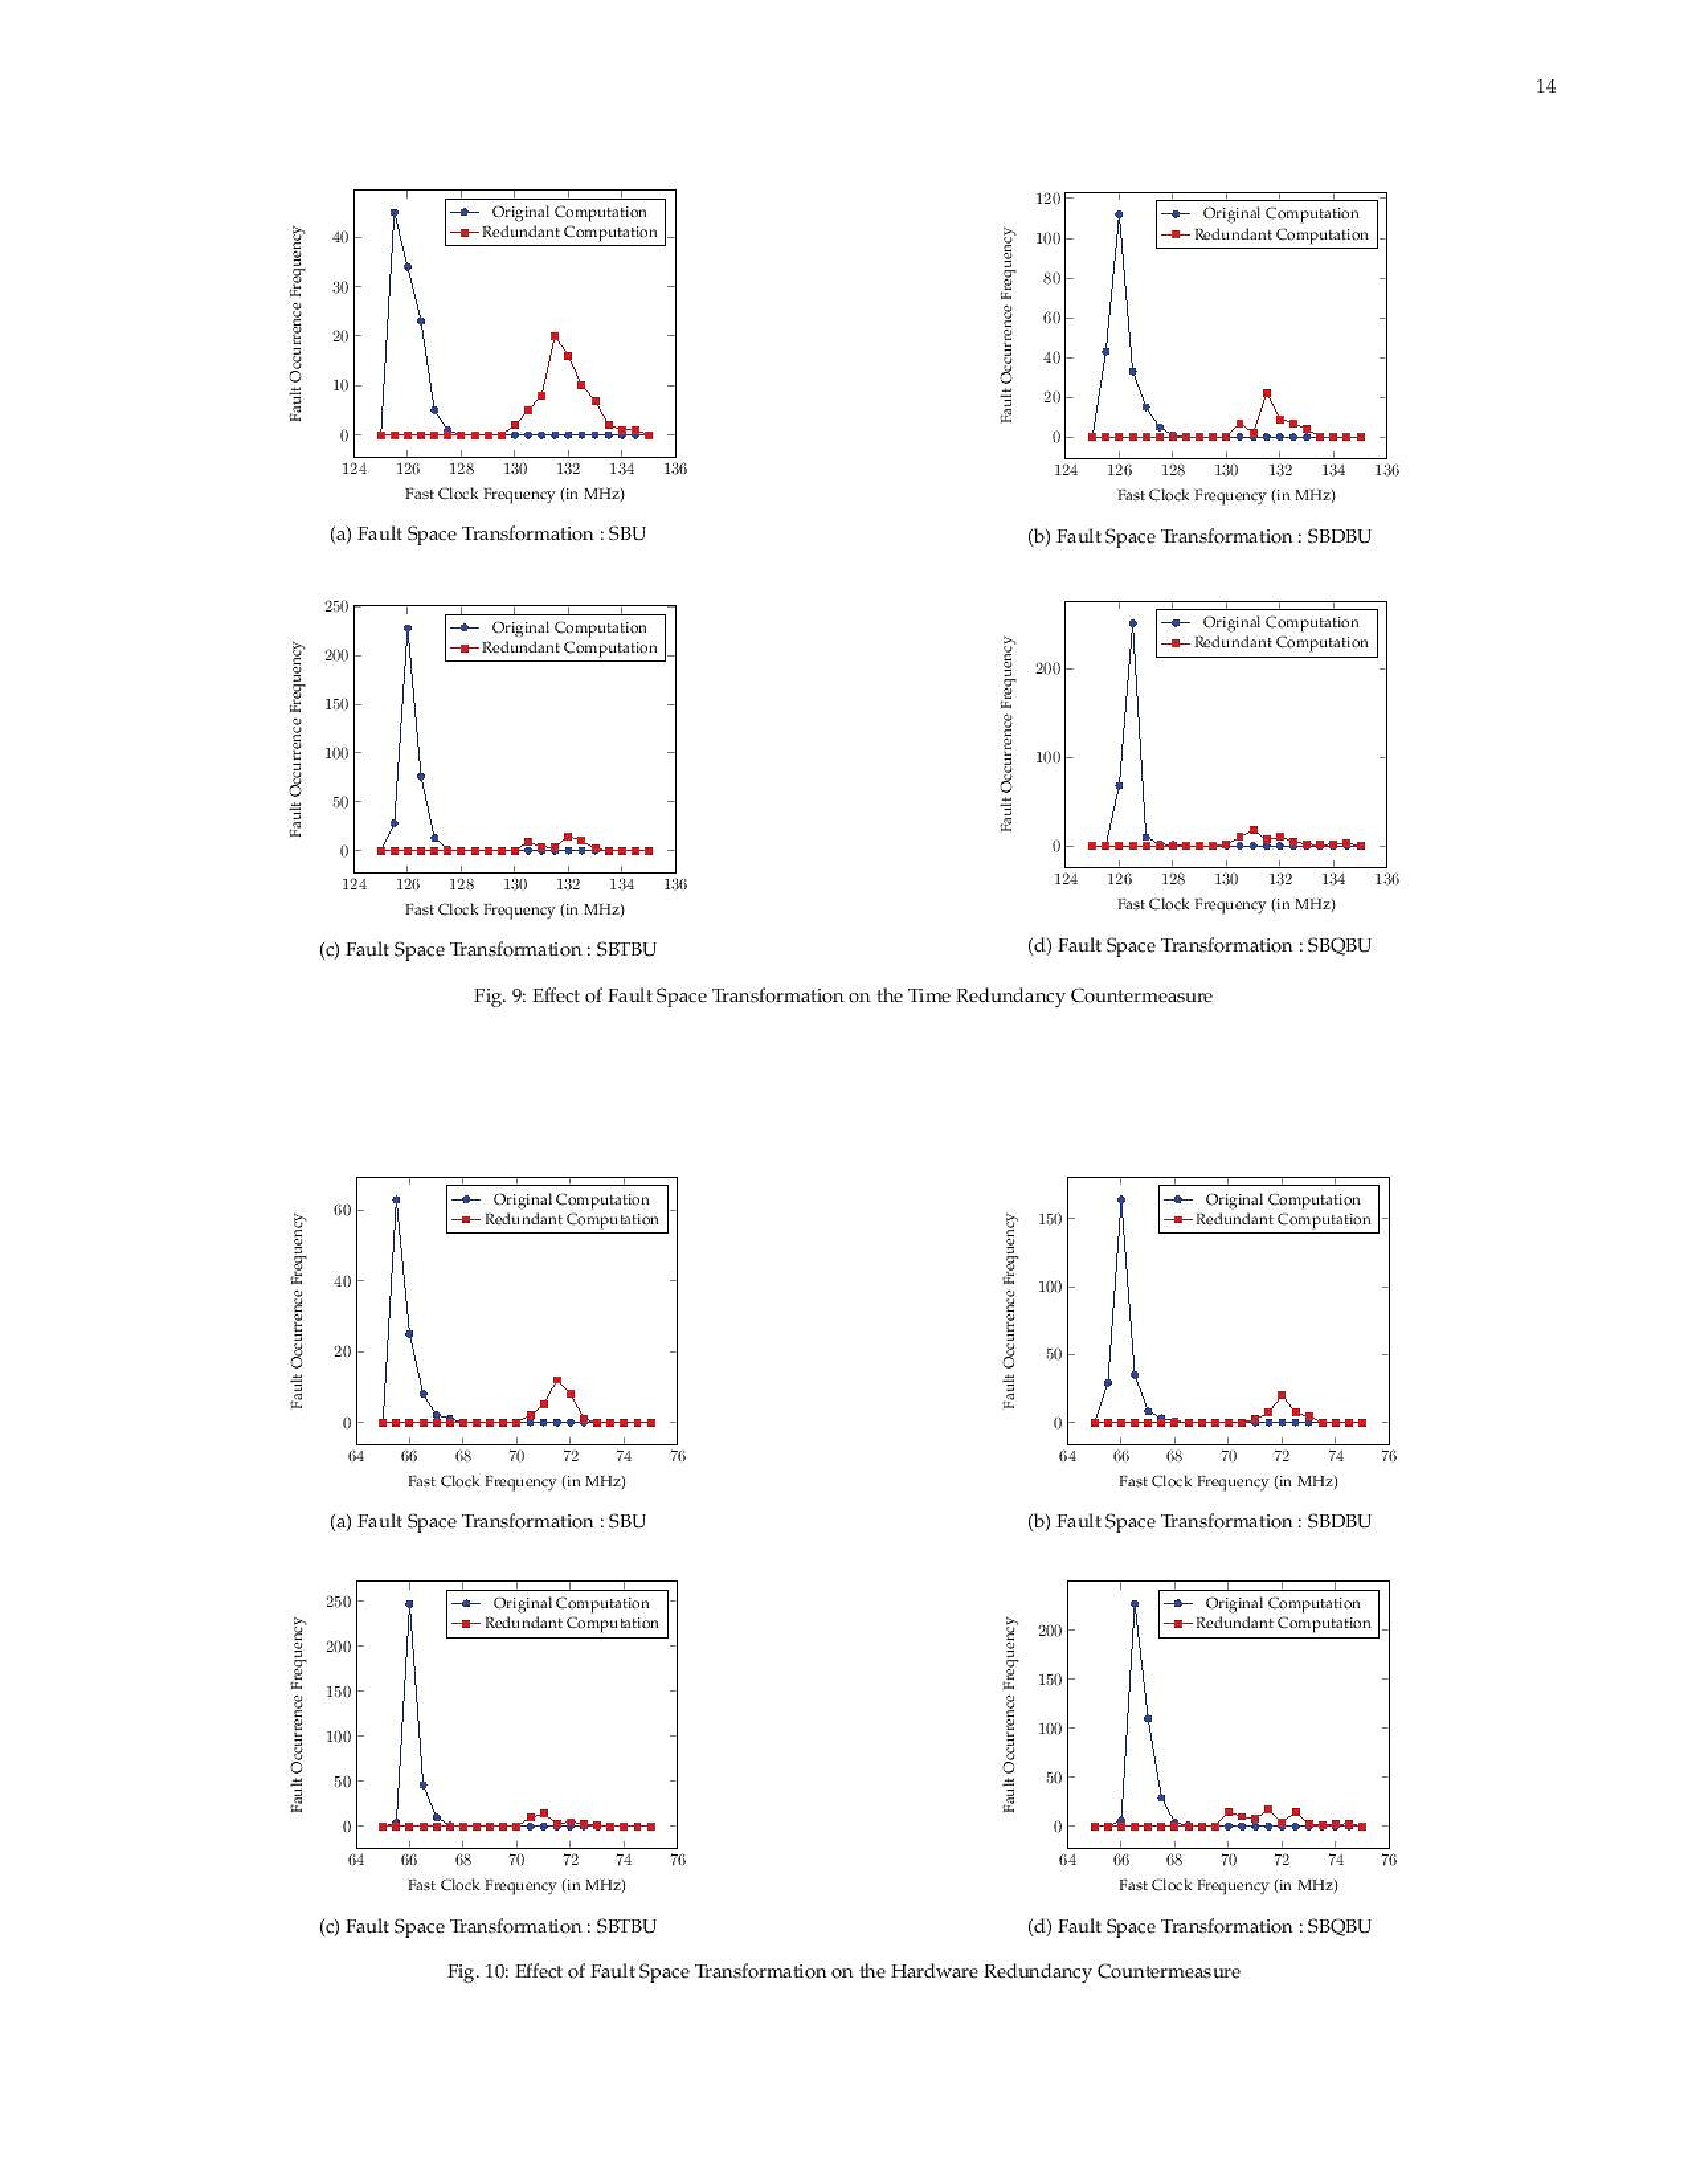 14
Original Computation
Redundant Computation
Fault Occurrence Frequency
40
30
20
10
0
124 126 128 130 132 134 136
Fast Clock Frequency (in MHz)
(a) Fault Space Transformation : SBU
Original Computation
Redundant Computation
Fault Occurrence Frequency
120
100
80
60
40
20
0
124 126 128 130 132 134 136
Fast Clock Frequency (in MHz)
(b) Fault Space Transformation : SBDBU
Original Computation
Redundant Computation
Fault Occurrence Frequency
250
200
150
100
50
0
124 126 128 130 132 134 136
Fast Clock Frequency (in MHz)
(c) Fault Space Transformation : SBTBU
Original Computation
Redundant Computation
Fault Occurrence Frequency
200
100
0
124 126 128 130 132 134 136
Fast Clock Frequency (in MHz)
(d) Fault Space Transformation : SBQBU
Fig. 9: Effect of Fault Space Transformation on the Time Redundancy Countermeasure
Original Computation
Redundant Computation
Fault Occurrence Frequency
60
40
20
0
64 66 68 70 72 74 76
Fast Clock Frequency (in MHz)
(a) Fault Space Transformation : SBU
Original Computation
Redundant Computation
Fault Occurrence Frequency
150
100
50
0
64 66 68 70 72 74 76
Fast Clock Frequency (in MHz)
(b) Fault Space Transformation : SBDBU
Original Computation
Redundant Computation
Fault Occurrence Frequency
250
200
150
100
50
0
64 66 68 70 72 74 76
Fast Clock Frequency (in MHz)
(c) Fault Space Transformation : SBTBU
Original Computation
Redundant Computation
Fault Occurrence Frequency
200
150
100
50
0
64 66 68 70 72 74 76
Fast Clock Frequency (in MHz)
(d) Fault Space Transformation : SBQBU
Fig. 10: Effect of Fault Space Transformation on the Hardware Redundancy Countermeasure